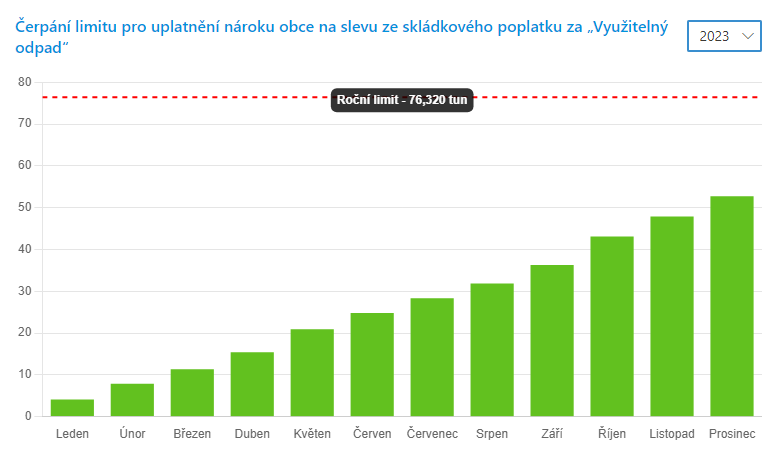 Čerpání limitu pro uplatnění nároku obce na slevu ze skládkového poplatku za „Využitelný
odpad“
2023
80
Roční limit - 76,320 tun
70
60
50
40
30
20
10
0
Leden Únor Březen Duben Květen Červen Červenec Srpen Září Říjen Listopad Prosinec